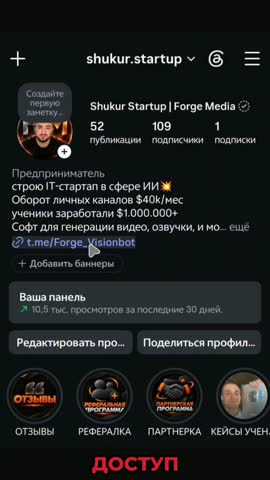 shukur.startup
Создайте
первую
заметку...
Shukur Startup | Forge Media
52
109
1
публикации
подписчики
подписки
Предприниматель
строю IT-стартап в сфере ИИ💥
Оборот личных каналов $40k/мес
ученики заработали $1.000.000+
Софт для генерации видео, озвучки, и мо... ещё
t.me/Forge_Visionbot
+ Добавить баннеры
Ваша панель
10,5 тыс. просмотров за последние 30 дней.
Редактировать про...
Поделиться профил...
ОТЗЫВЫ
РЕФЕРАЛЬНАЯ
ПРОГРАММА
ПАРТНЕРСКАЯ
ПРОГРАММА
ОТЗЫВЫ
РЕФЕРАЛКА
ПАРТНЕРКА
КЕЙСЫ УЧЕН...
ДОСТУП